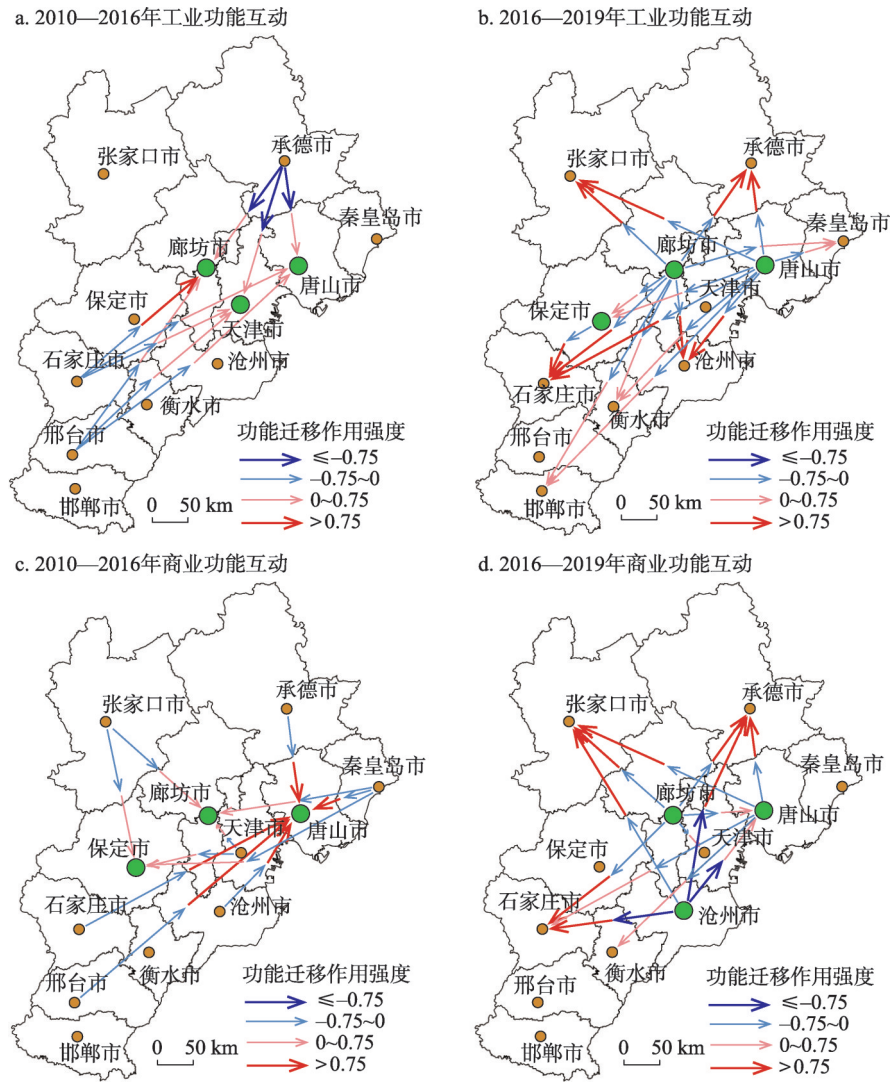 a. 2010—2016年工业功能互动
张家口市
承德市
秦皇岛市
廊坊市
唐山市
保定市
天津市
石家庄市
沧州市
衡水市
邢台市
邯郸市
功能迁移作用强度
≤–0.75
–0.75~0
0~0.75
>0.75
0 50 km
b. 2016—2019年工业功能互动
张家口市
承德市
秦皇岛市
廊坊市
唐山市
保定市
天津市
沧州市
石家庄市
衡水市
邢台市
邯郸市
功能迁移作用强度
≤–0.75
–0.75~0
0~0.75
>0.75
0 50 km
c. 2010—2016年商业功能互动
张家口市
承德市
秦皇岛市
廊坊市
唐山市
天津市
保定市
石家庄市
沧州市
衡水市
邢台市
邯郸市
功能迁移作用强度
≤–0.75
–0.75~0
0~0.75
>0.75
0 50 km
d. 2016—2019年商业功能互动
张家口市
承德市
秦皇岛市
廊坊市
唐山市
天津市
保定市
石家庄市
沧州市
衡水市
邢台市
邯郸市
功能迁移作用强度
≤–0.75
–0.75~0
0~0.75
>0.75
0 50 km